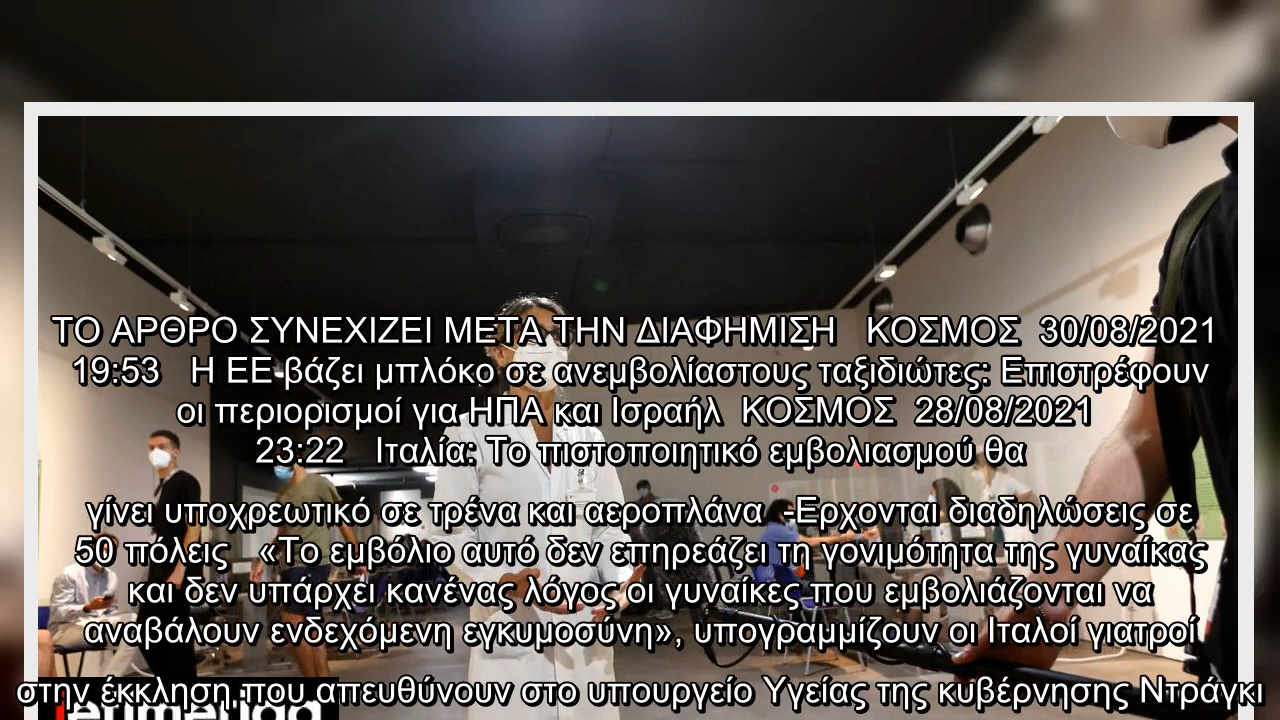 ΤΟ ΑΡΘΡΟ ΣΥΝΕΧΙΖΕΙ ΜΕΤΑ ΤΗΝ ΔΙΑΦΗΜΙΣΗ ΚΟΣΜΟΣ 30/08/2021
19:53 Η ΕΕ βάζει μπλόκο σε ανεμβολίαστους ταξιδιώτες: Επιστρέφουν
οι περιορισμοί για ΗΠΑ και Ισραήλ ΚΟΣΜΟΣ 28/08/2021
23:22 Ιταλία: Το πιστοποιητικό εμβολιασμού θα
γίνει υποχρεωτικό σε τρένα και αεροπλάνα -Ερχονται διαδηλώσεις σε
50 πόλεις «Το εμβόλιο αυτό δεν επηρεάζει τη γονιμότητα της γυναίκας
και δεν υπάρχει κανένας λόγος οι γυναίκες που εμβολιάζονται να
αναβάλουν ενδεχόμενη εγκυμοσύνη», υπογραμμίζουν οι Ιταλοί γιατροί
στην έκκληση που απευθύνουν στο υπουργείο Υγείας της κυβέρνησης Ντράγκι